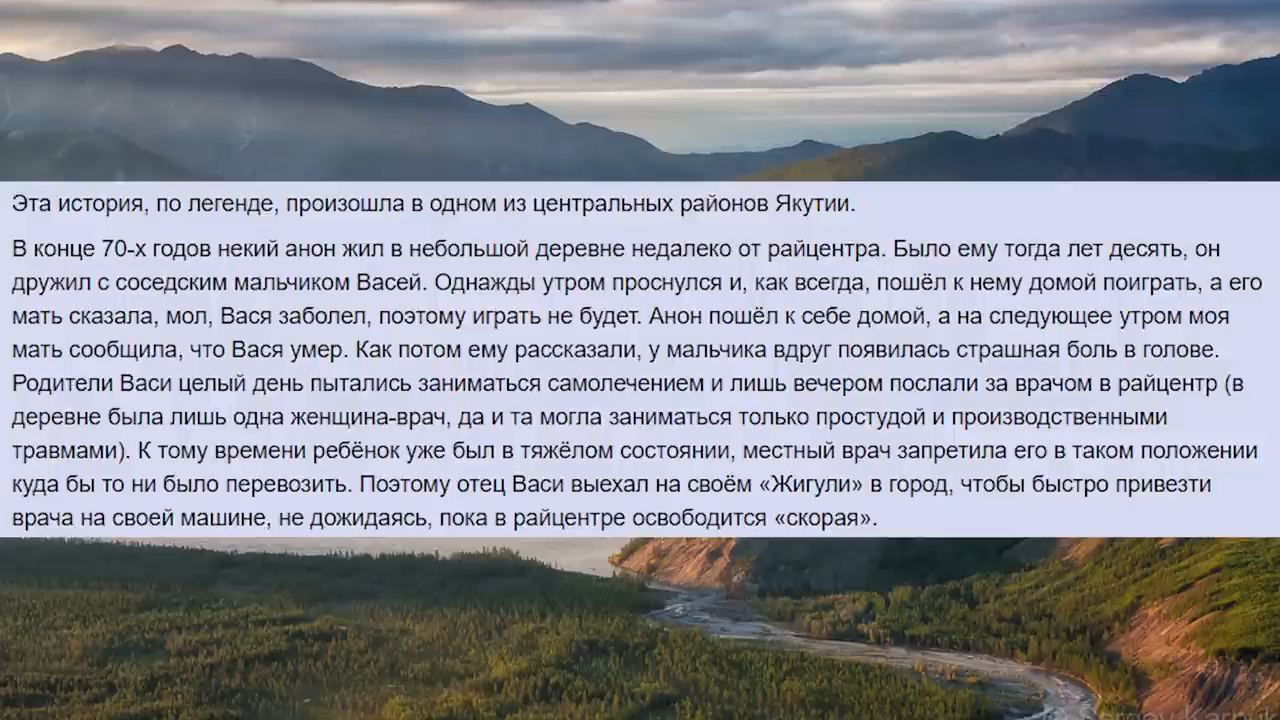 Эта история, по легенде, произошла в одном из центральных районов Якутии.
В конце 70-х годов некий анон жил в небольшой деревне недалеко от райцентра. Было ему тогда лет десять, он
дружил с соседским мальчиком Васей. Однажды утром проснулся и, как всегда, пошёл к нему домой поиграть, а его
мать сказала, мол, Вася заболел, поэтому играть не будет. Анон пошёл к себе домой, а на следующее утром моя
мать сообщила, что Вася умер. Как потом ему рассказали, у мальчика вдруг появилась страшная боль в голове.
Родители Васи целый день пытались заниматься самолечением и лишь вечером послали за врачом в райцентр (в
деревне была лишь одна женщина-врач, да и та могла заниматься только простудой и производственными
травмами). К тому времени ребёнок уже был в тяжёлом состоянии, местный врач запретила его в таком положении
куда бы то ни было перевозить. Поэтому отец Васи выехал на своём «Жигули» в город, чтобы быстро привезти
врача на своей машине, не дожидаясь, пока в райцентре освободится «скорая».